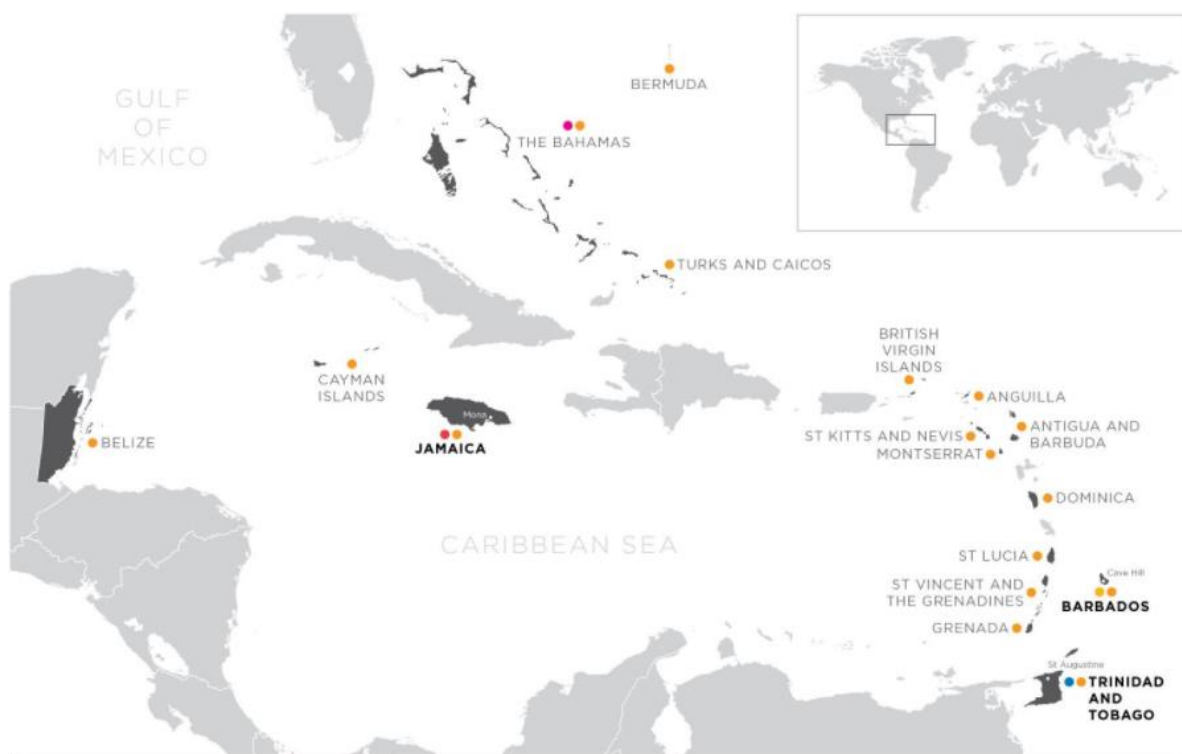 GULF
OF
MEXICO
BERMUDA
THE BAHAMAS
TURKS AND CAICOS
BRITISH
VIRGIN
ISLANDS
CAYMAN
ISLANDS
ANGUILLA
Mona
ANTIGUA AND
BARBUDA
ST KITTS AND NEVIS
BELIZE
JAMAICA
MONTSERRAT
DOMINICA
CARIBBEAN SEA
ST LUCIA
Cave Hill
ST VINCENT AND
THE GRENADINES
BARBADOS
GRENADA
St Augustine
TRINIDAD
AND
TOBAGO